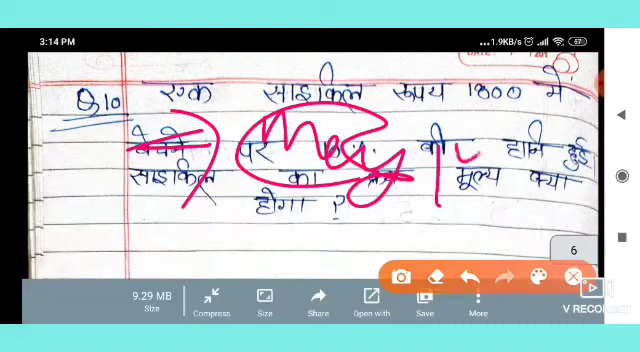 3:14 PM ...1.9KB/s 67
Q10 एक साइकिल रूपय 1800 में
बेचने पर की हानि हुई
साइकिल का मूल्य क्या
होगा ?
6
9.29 MB
Size Compress Size Share Open with Save More
V RECORDER